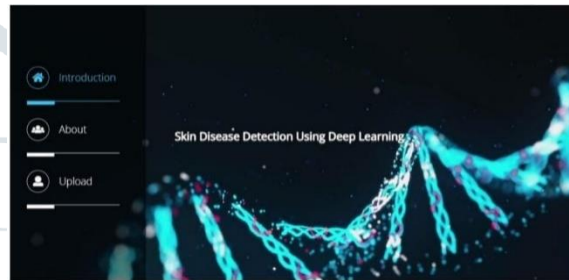 Introduction
About
Skin Disease Detection Using Deep Learning
Upload